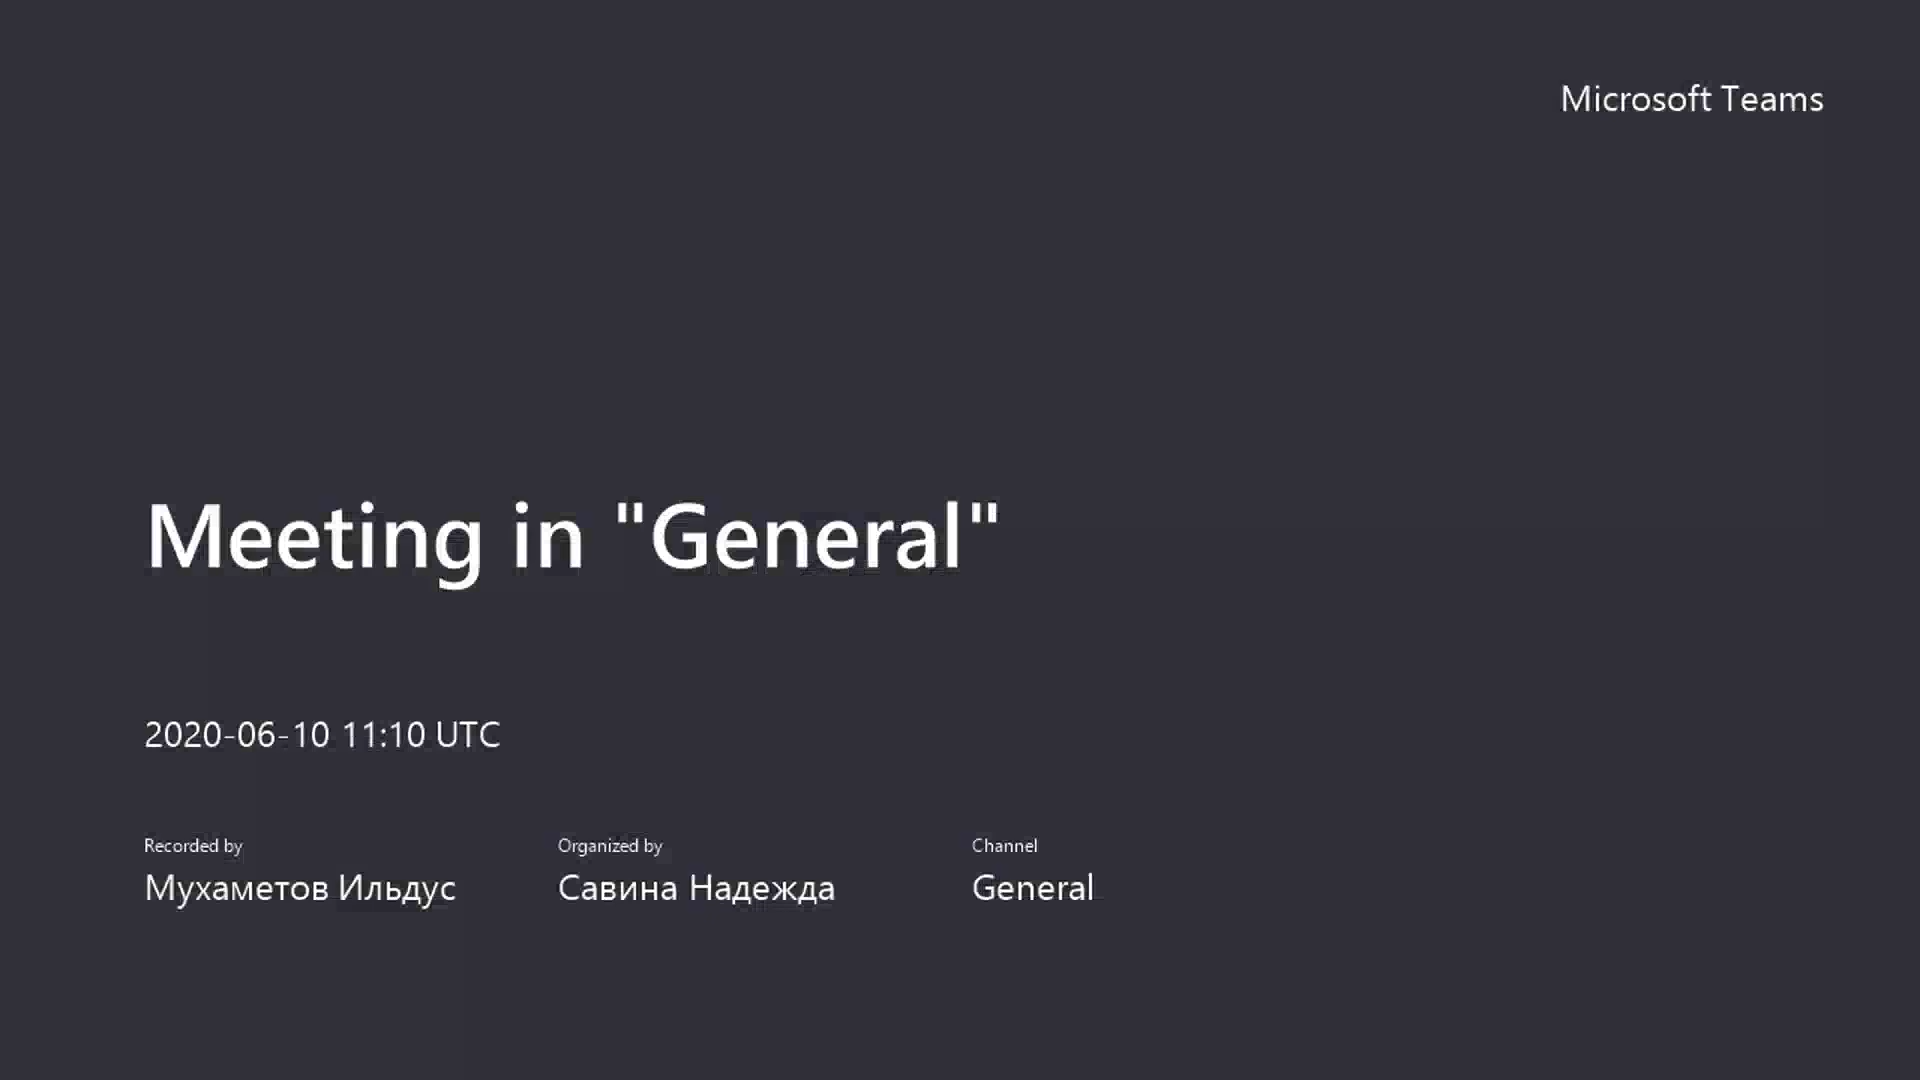 Microsoft Teams
Meeting in "General"
2020-06-10 11:10 UTC
Recorded by
Мухаметов Ильдус
Organized by
Савина Надежда
Channel
General